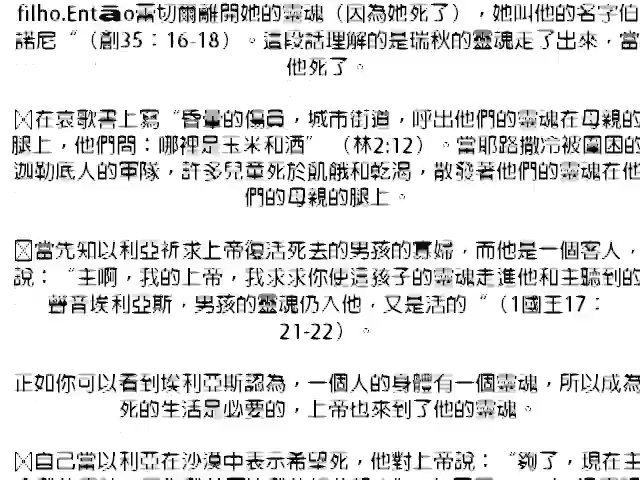 filho.Então需切爾離開她的靈魂（因為她死了），她叫他的名字伯
諾尼“（創35：16-18）。這段話理解的是瑞秋的靈魂走了出來，當
他死了。
在哀歌書上寫“昏暈的傷員，城市街道，呼出他們的靈魂在母親的
腿上，他們問：哪裡是玉米和酒”（林2:12）。當耶路撒冷被圍困的
迦勒底人的軍隊，許多兒童死於飢餓和乾渴，散發著他們的靈魂在他
們的母親的腿上。
當先知以利亞祈求上帝復活死去的男孩的寡婦，而他是一個客人，
說：“主啊，我的上帝，我求求你使這孩子的靈魂走進他和主聽到的
聲音埃利亞斯，男孩的靈魂仍入他，又是活的“（1國王17：
21-22）。
正如你可以看到埃利亞斯認為，一個人的身體有一個靈魂，所以成為
死的生活是必要的，上帝也來到了他的靈魂。
自己當以利亞在沙漠中表示希望死，他對上帝說：“夠了，現在主